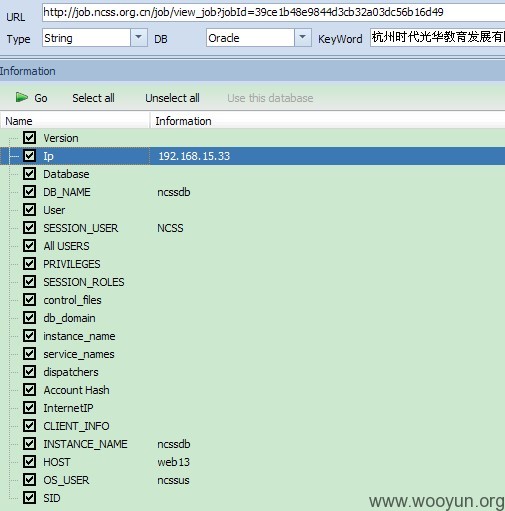 URL http://job.ncss.org.cn/job/view_job?jobId=39ce1b48e9844d3cb32a03dc56b16d49
Type String DB Oracle KeyWord 杭州时代光华教育发展有
Information
Go Select all Unselect all Use this database
Name Information
Version
Ip 192.168.15.33
Database
DB_NAME ncssdb
User
SESSION_USER NCSS
All USERS
PRIVILEGES
SESSION_ROLES
control_files
db_domain
instance_name
service_names
dispatchers
Account Hash
InternetIP
CLIENT_INFO
INSTANCE_NAME ncssdb
HOST web13
OS_USER ncssus
SID
www.wooyun.org